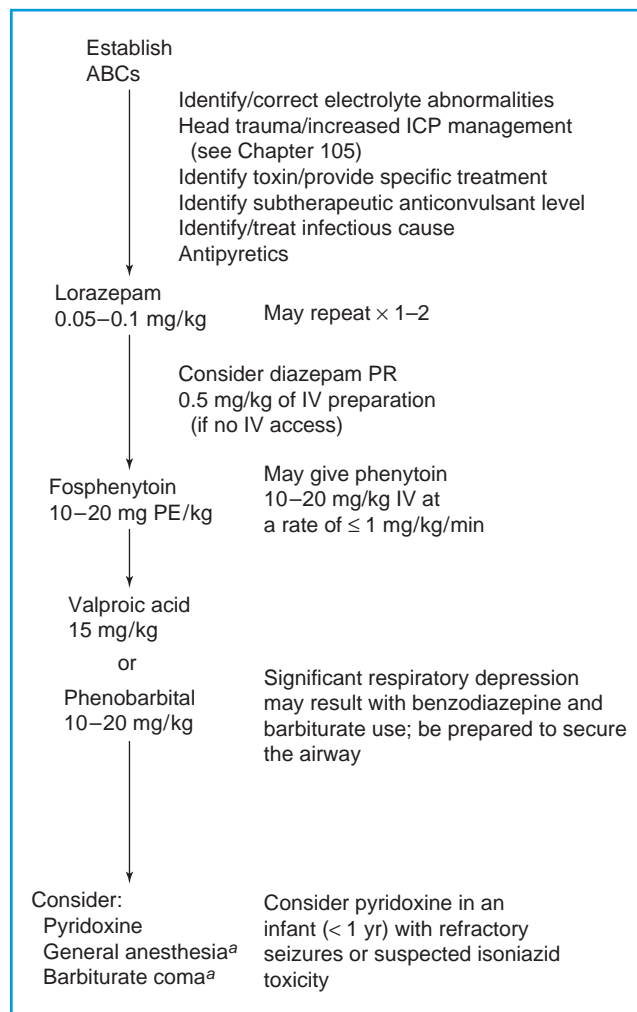 Establish
ABCs
Identify/correct electrolyte abnormalities
Head trauma/increased ICP management
(see Chapter 105)
Identify toxin/provide specific treatment
Identify subtherapeutic anticonvulsant level
Identify/treat infectious cause
Antipyretics
Lorazepam
0.05–0.1 mg/kg
May repeat × 1–2
Consider diazepam PR
0.5 mg/kg of IV preparation
(if no IV access)
Fosphenytoin
10–20 mg PE/kg
May give phenytoin
10–20 mg/kg IV at
a rate of ≤ 1 mg/kg/min
Valproic acid
15 mg/kg
or
Phenobarbital
10–20 mg/kg
Significant respiratory depression
may result with benzodiazepine and
barbiturate use; be prepared to secure
the airway
Consider:
Pyridoxine
General anesthesiaᵃ
Barbiturate comaᵃ
Consider pyridoxine in an
infant (< 1 yr) with refractory
seizures or suspected isoniazid
toxicity